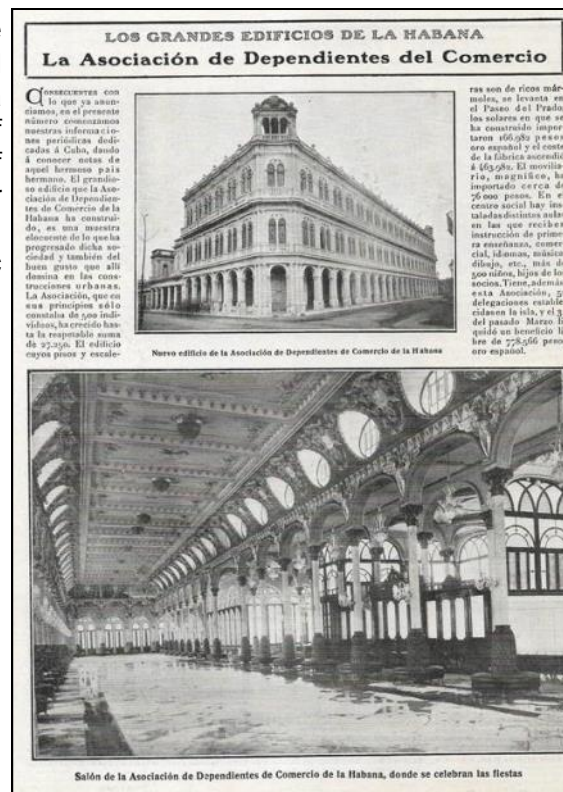 LOS GRANDES EDIFICIOS DE LA HABANA
La Asociación de Dependientes del Comercio
CONSECUENTES con
lo que ya anun-
ciamos, en el presente
número comenzamos
nuestras informacio-
nes periódicas dedi-
cadas á Cuba, dando
á conocer notas de
aquel hermoso país
hermano. El grandio-
so edificio que la Aso-
ciación de Dependien-
tes de Comercio de la
Habana ha construi-
do, es una muestra
elocuente de lo que ha
progresado dicha so-
ciedad y también del
buen gusto que allí
domina en las cons-
trucciones urbanas.
La Asociación, que en
sus principios sólo
constaba de 500 indi-
viduos, ha crecido has-
ta la respetable suma
de 27.250. El edificio
cuyos pisos y escale-
Nuevo edificio de la Asociación de Dependientes de Comercio de la Habana
ras son de ricos már-
moles, se levanta en
el Paseo del Prado
los solares en que se
ha construido impor-
taron 166.982 pesos
oro español y el coste
de la fábrica ascendió
á 463.982. El movilia-
rio, magnífico, ha
importado cerca de
76 000 pesos. En el
centro social hay ins-
taladas distintas aulas
en las que reciben
instrucción de prime-
ra enseñanza, comer-
cial, idiomas, música
dibujo, etc., más de
500 niños, hijos de los
socios. Tiene, además
esta Asociación,
delegaciones estable-
cidas en la isla, y el 31
del pasado Marzo li-
quidó un beneficio li-
bre de 778.566 pesos
oro español.
Salón de la Asociación de Dependientes de Comercio de la Habana, donde se celebran las fiestas